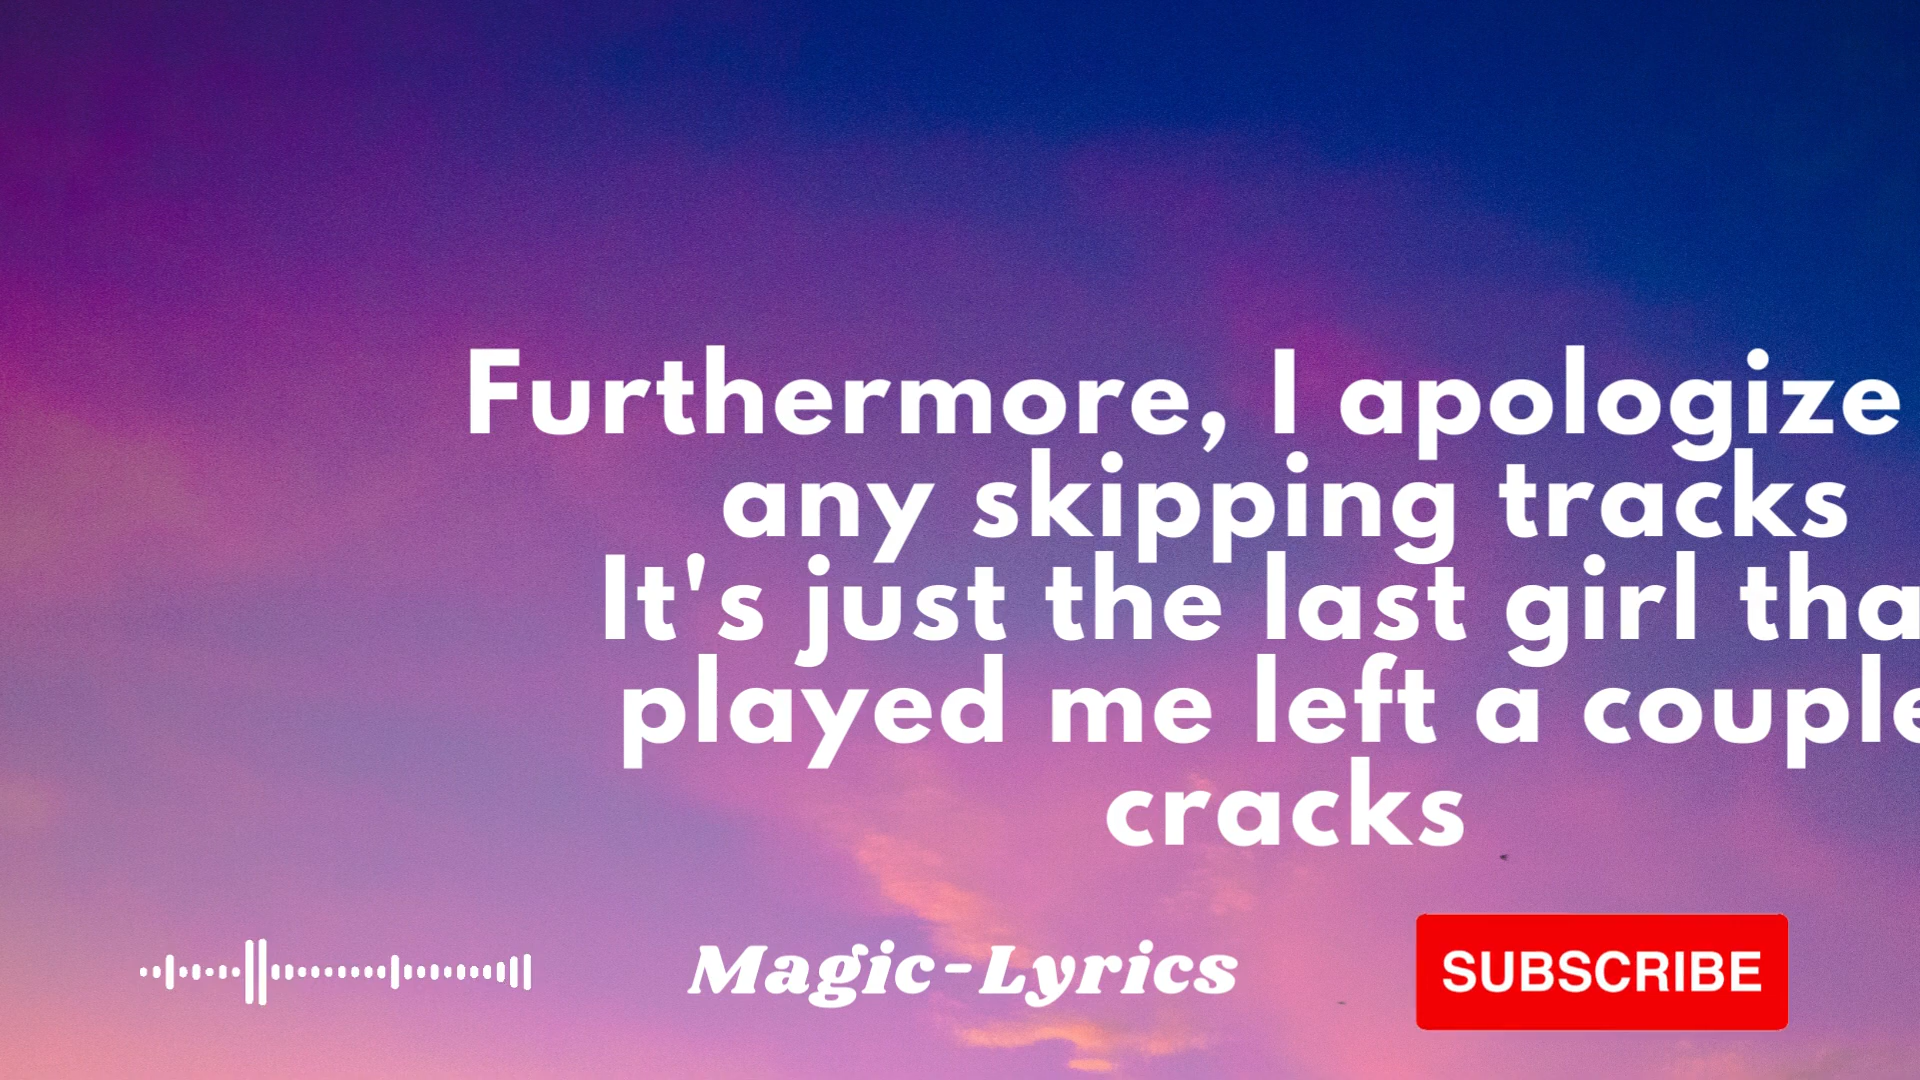 Furthermore, I apologize
any skipping tracks
It's just the last girl tha
played me left a couple
cracks
Magic-Lyrics
SUBSCRIBE